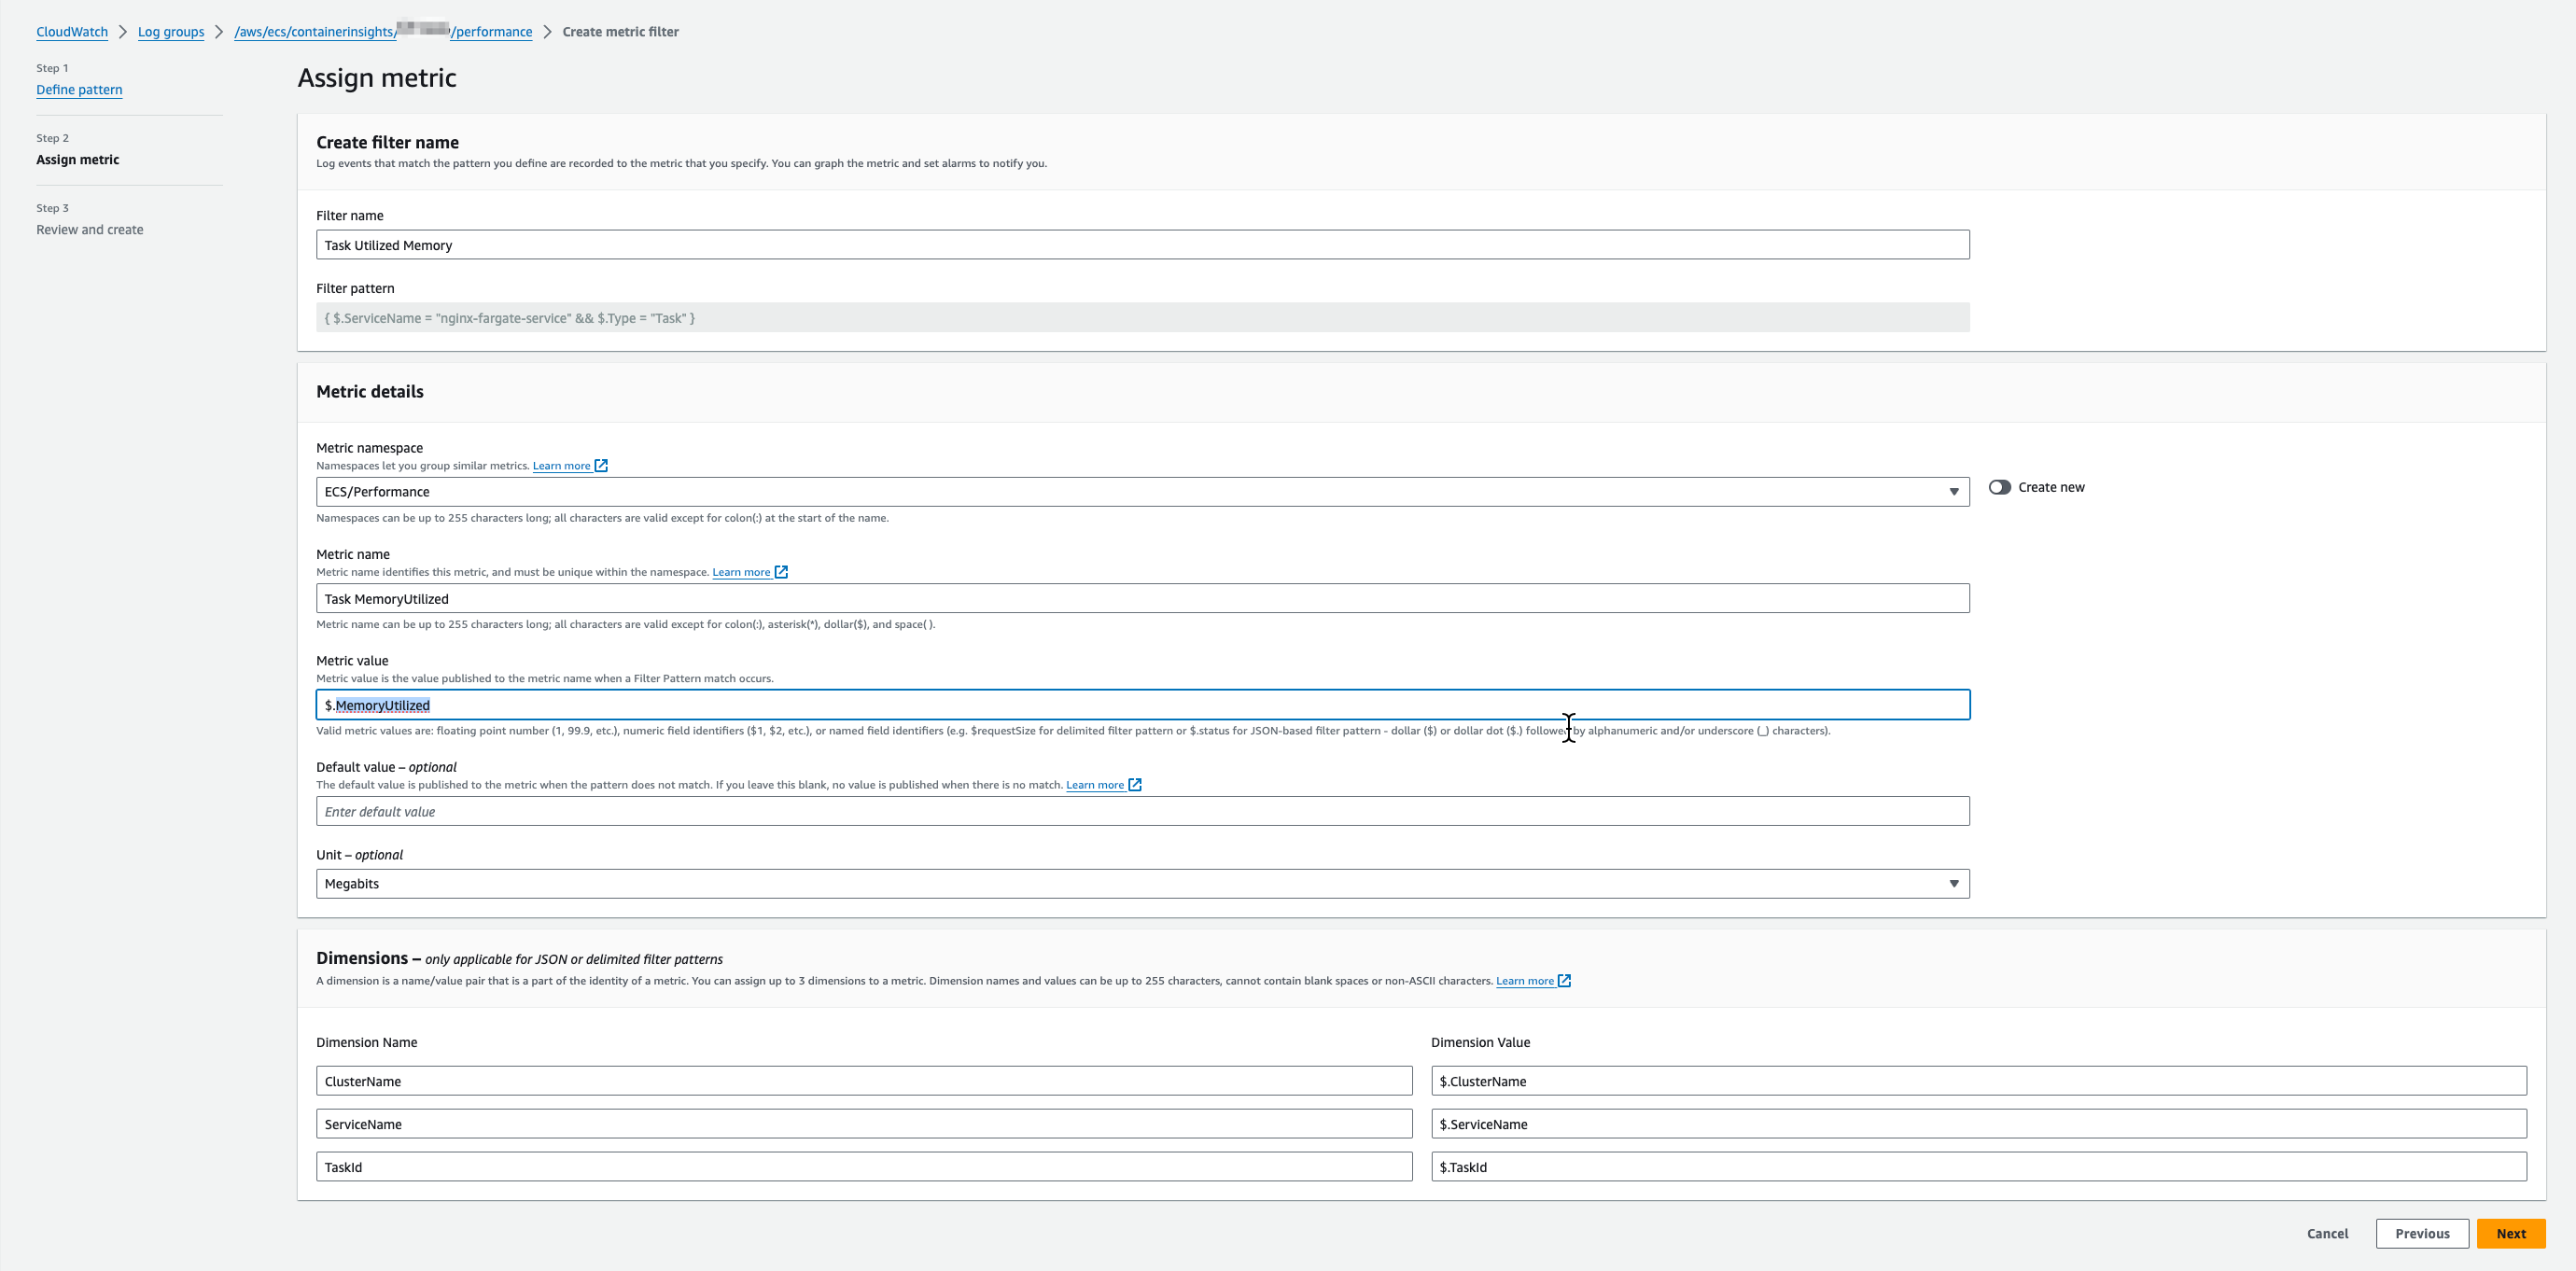 CloudWatch > Log groups > /aws/ecs/containerinsights/ /performance > Create metric filter
Step 1
Define pattern
Step 2
Assign metric
Step 3
Review and create
Assign metric
Create filter name
Log events that match the pattern you define are recorded to the metric that you specify. You can graph the metric and set alarms to notify you.
Filter name
Task Utilized Memory
Filter pattern
{ $.ServiceName = "nginx-fargate-service" && $.Type = "Task" }
Metric details
Metric namespace
Namespaces let you group similar metrics. Learn more
ECS/Performance
Create new
Namespaces can be up to 255 characters long; all characters are valid except for colon(:) at the start of the name.
Metric name
Metric name identifies this metric, and must be unique within the namespace. Learn more
Task MemoryUtilized
Metric name can be up to 255 characters long; all characters are valid except for colon(:), asterisk(*), dollar($), and space( ).
Metric value
Metric value is the value published to the metric name when a Filter Pattern match occurs.
$.MemoryUtilized
Valid metric values are: floating point number (1, 99.9, etc.), numeric field identifiers ($1, $2, etc.), or named field identifiers (e.g. $requestSize for delimited filter pattern or $.status for JSON-based filter pattern - dollar ($) or dollar dot ($.) followed by alphanumeric and/or underscore (_) characters).
Default value – optional
The default value is published to the metric when the pattern does not match. If you leave this blank, no value is published when there is no match. Learn more
Enter default value
Unit – optional
Megabits
Dimensions – only applicable for JSON or delimited filter patterns
A dimension is a name/value pair that is a part of the identity of a metric. You can assign up to 3 dimensions to a metric. Dimension names and values can be up to 255 characters, cannot contain blank spaces or non-ASCII characters. Learn more
Dimension Name Dimension Value
ClusterName $.ClusterName
ServiceName $.ServiceName
TaskId $.TaskId
Cancel Previous Next